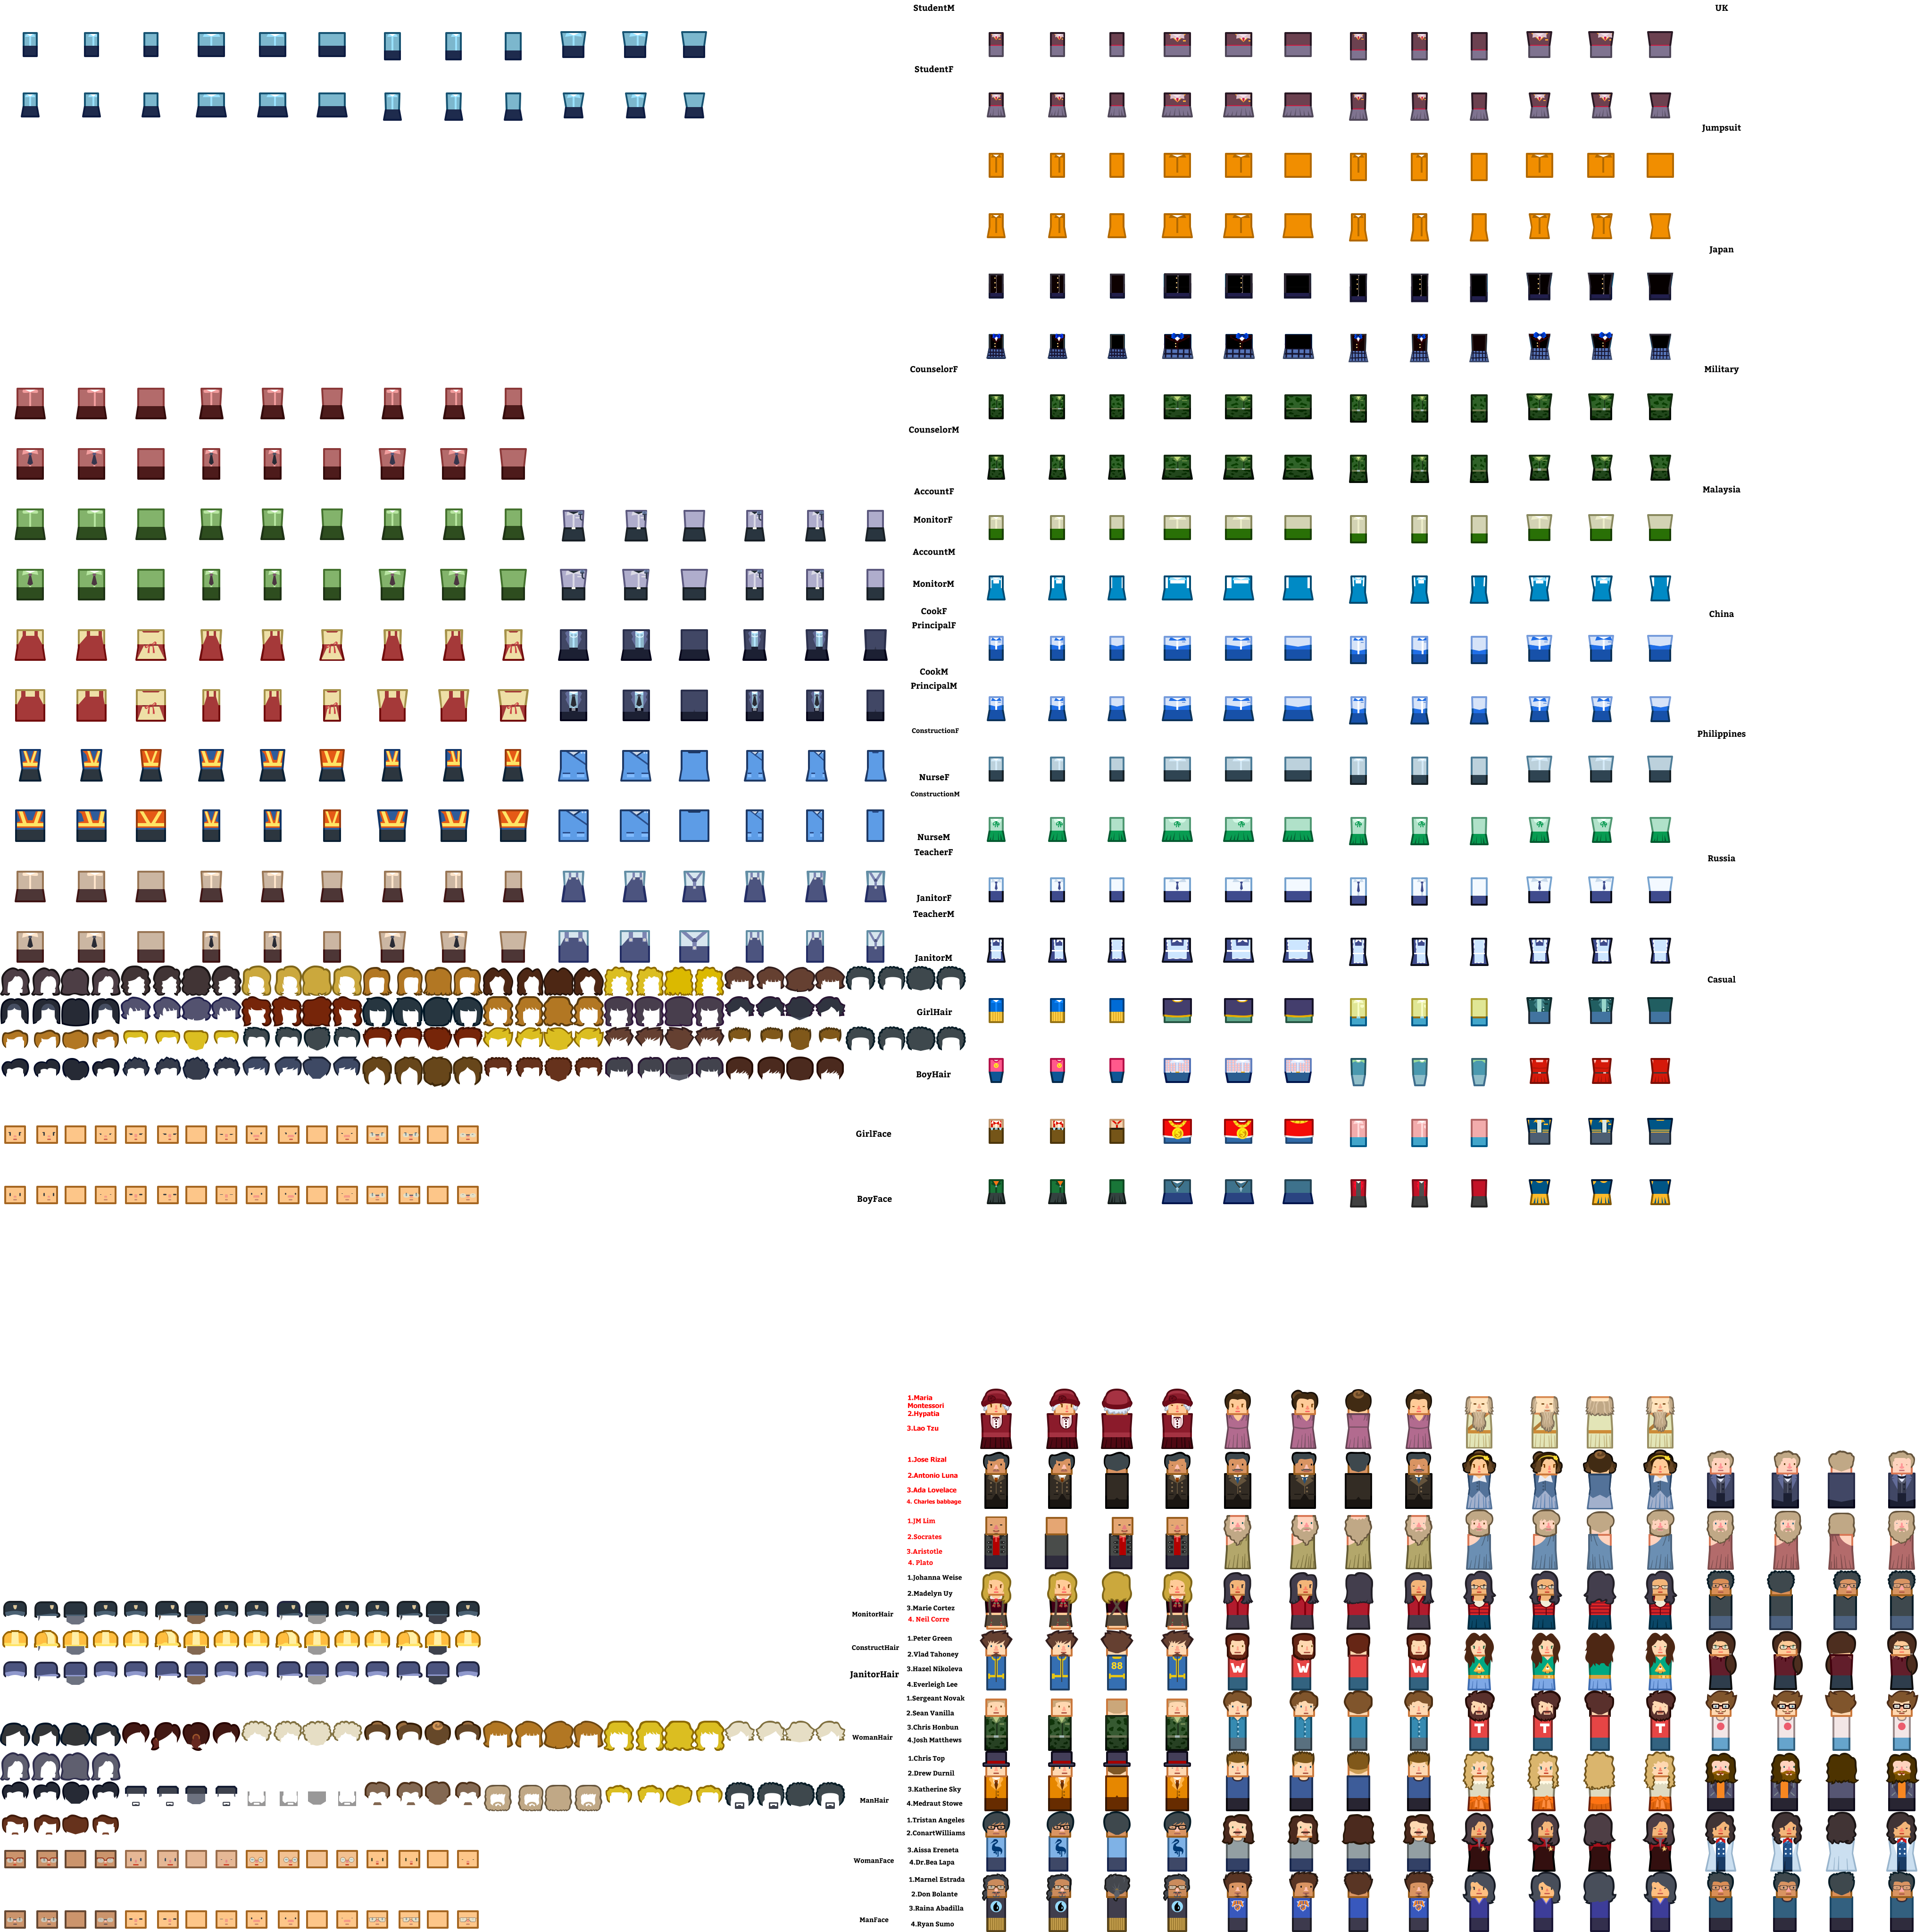 StudentM
UK
StudentF
Jumpsuit
Japan
CounselorF
Military
CounselorM
AccountF
Malaysia
MonitorF
AccountM
MonitorM
CookF
China
PrincipalF
CookM
PrincipalM
ConstructionF
Philippines
NurseF
ConstructionM
NurseM
TeacherF
Russia
JanitorF
TeacherM
JanitorM
Casual
GirlHair
BoyHair
GirlFace
BoyFace
1.Maria
Montessori
2.Hypatia
3.Lao Tzu
1.Jose Rizal
2.Antonio Luna
3.Ada Lovelace
4. Charles babbage
1.JM Lim
2.Socrates
3.Aristotle
4. Plato
1.Johanna Weise
2.Madelyn Uy
3.Marie Cortez
MonitorHair
4. Neil Corre
1.Peter Green
ConstructHair
2.Vlad Tahoney
W W W
88
3.Hazel Nikoleva
JanitorHair
4.Everleigh Lee
1.Sergeant Novak
2.Sean Vanilla
3.Chris Honbun
T T T
WomanHair
4.Josh Matthews
1.Chris Top
2.Drew Durnil
3.Katherine Sky
ManHair
4.Medraut Stowe
1.Tristan Angeles
2.ConartWilliams
3.Aissa Ereneta
WomanFace
4.Dr.Bea Lapa
1.Marnel Estrada
2.Don Bolante
3.Raina Abadilla
ManFace
4.Ryan Sumo